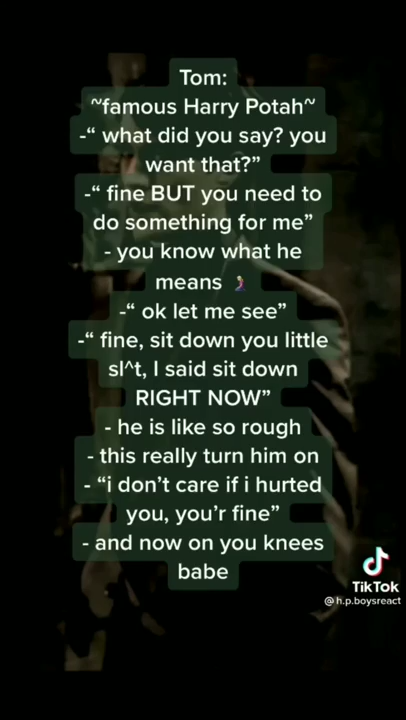 Tom:
~famous Harry Potah~
-“ what did you say? you
want that?”
-“ fine BUT you need to
do something for me”
- you know what he
means 🧎‍♀️
-“ ok let me see”
-“ fine, sit down you little
sl^t, I said sit down
RIGHT NOW”
- he is like so rough
- this really turn him on
- “i don’t care if i hurted
you, you’r fine”
- and now on you knees
babe
TikTok
@h.p.boysreact